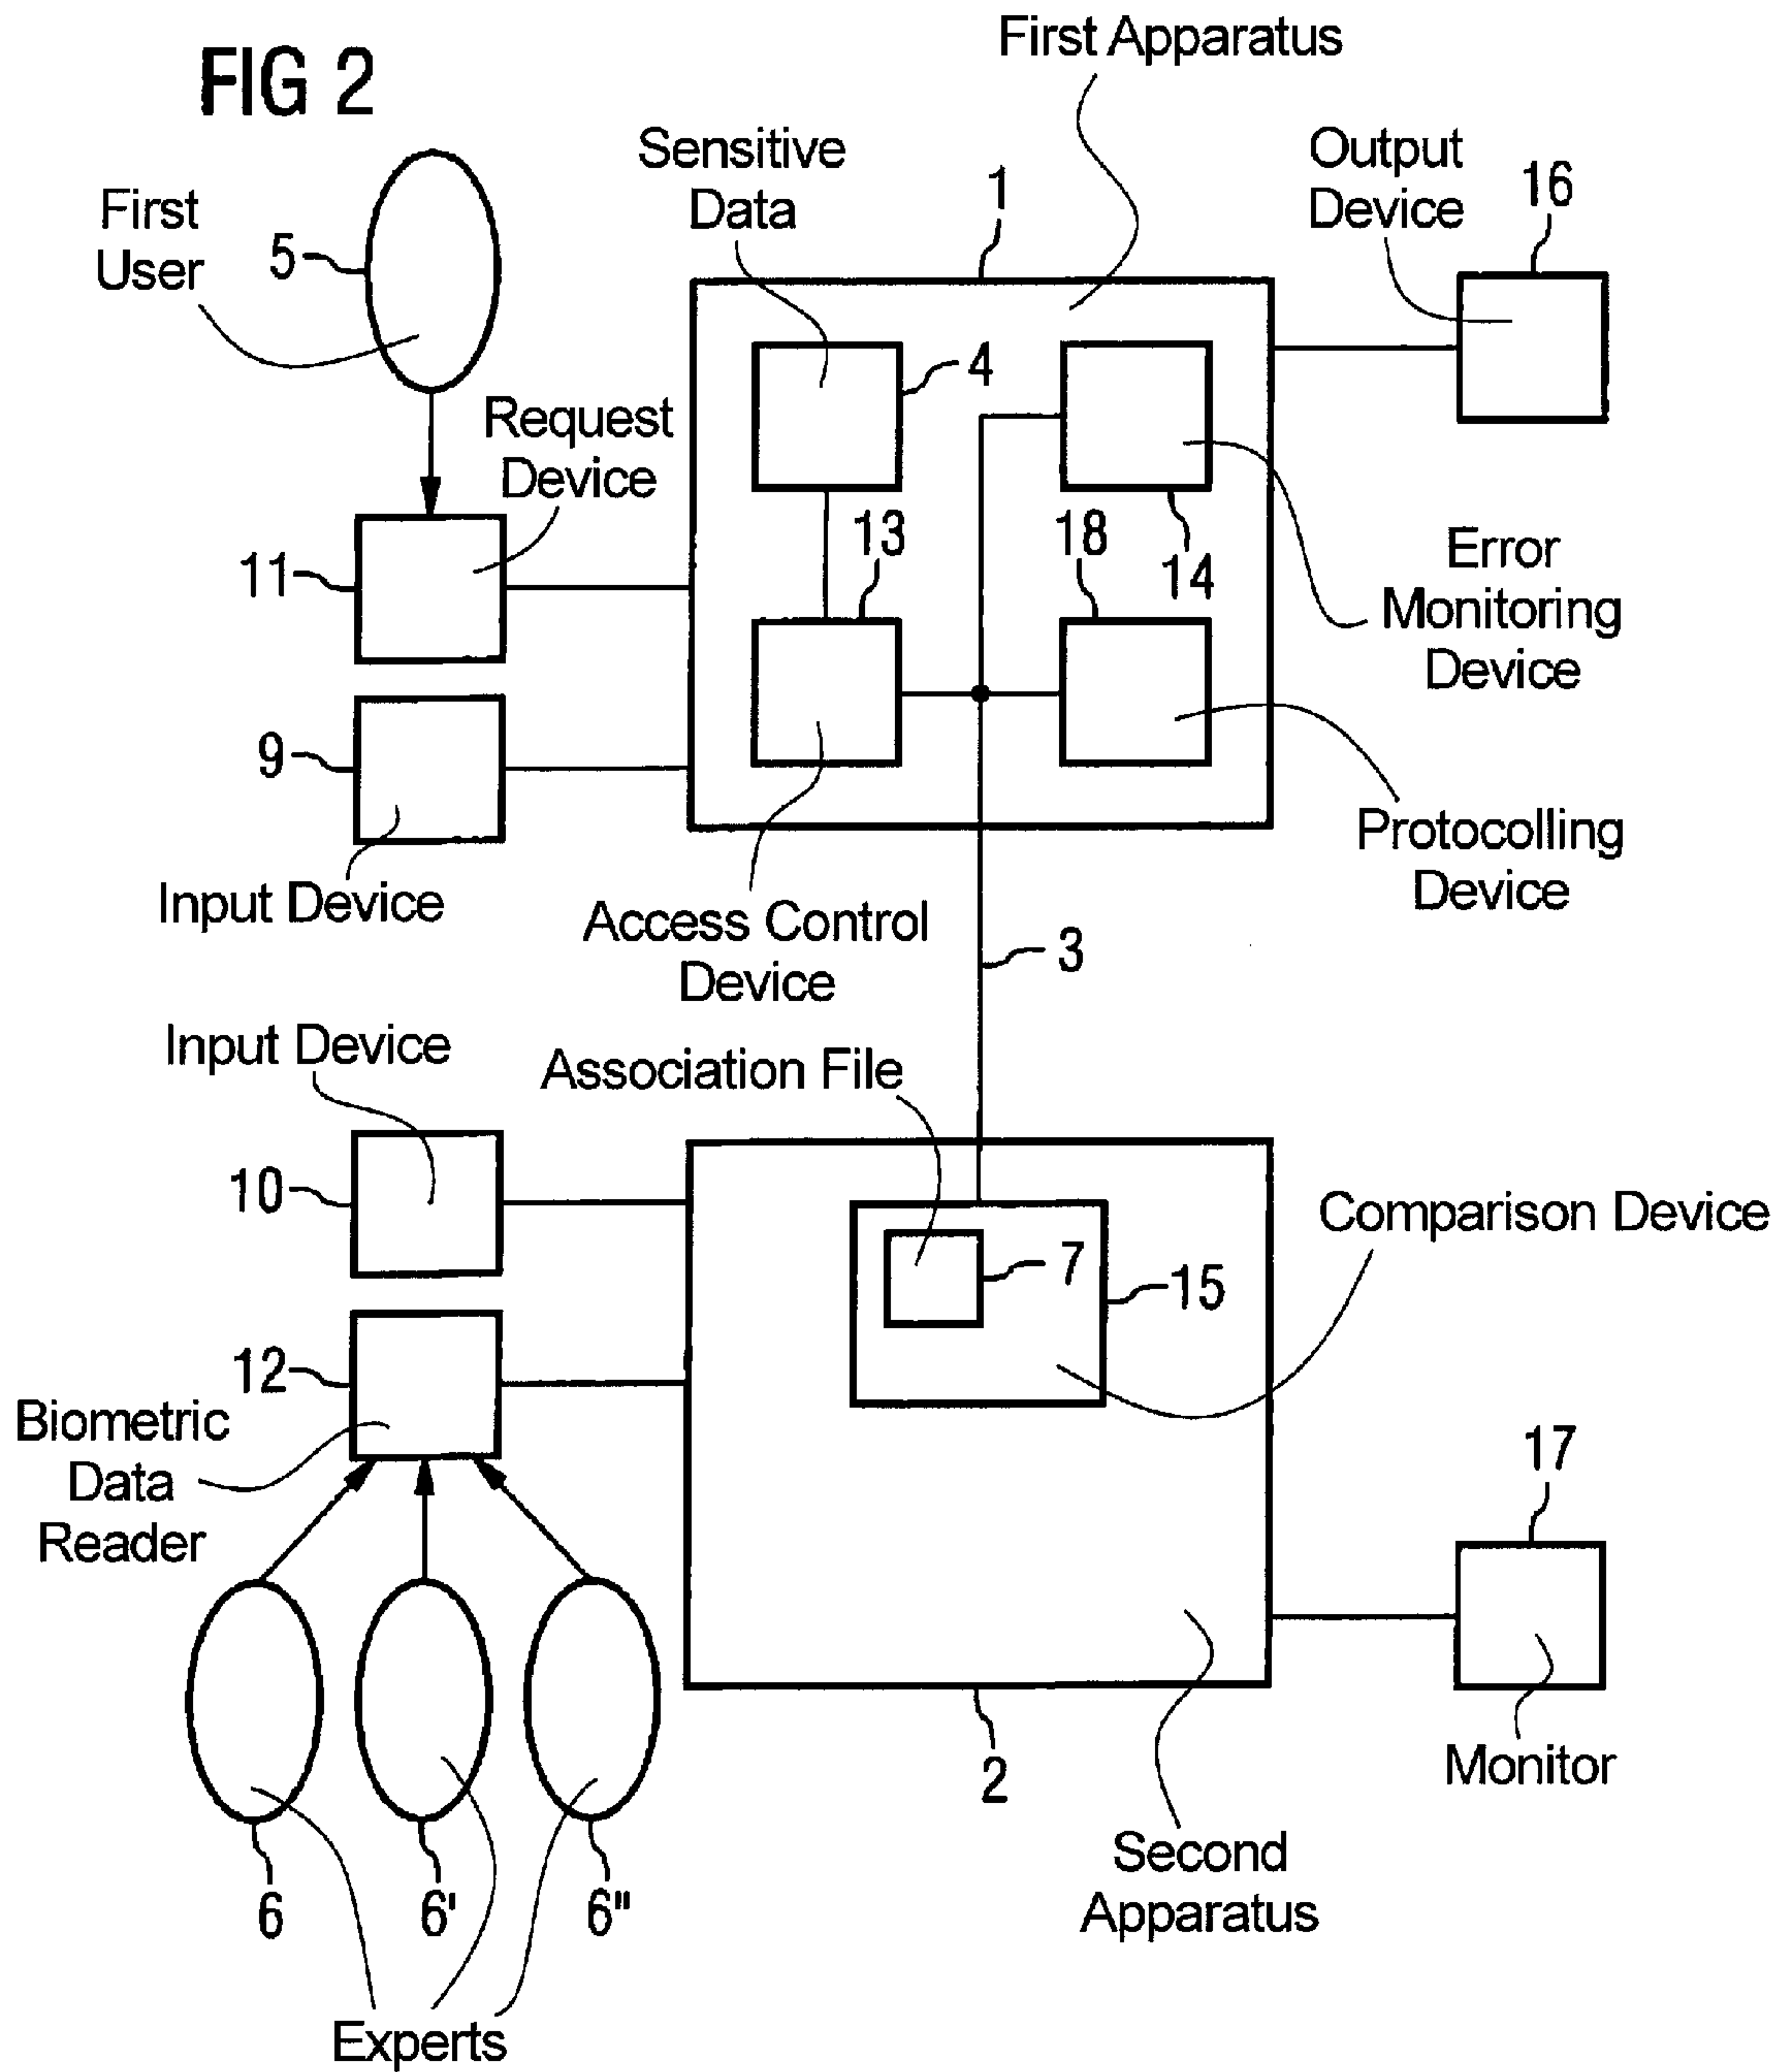 FIG 2
First Apparatus
Sensitive
Data
Output
Device
16
1
First
User
5
4
Request
Device
13
18
14
11
Error
Monitoring
Device
9
Protocolling
Device
Input Device
Access Control
Device
3
Input Device
Association File
10
7
15
Comparison Device
12
Biometric
Data
Reader
17
2
Monitor
Second
Apparatus
6
6'
6"
Experts